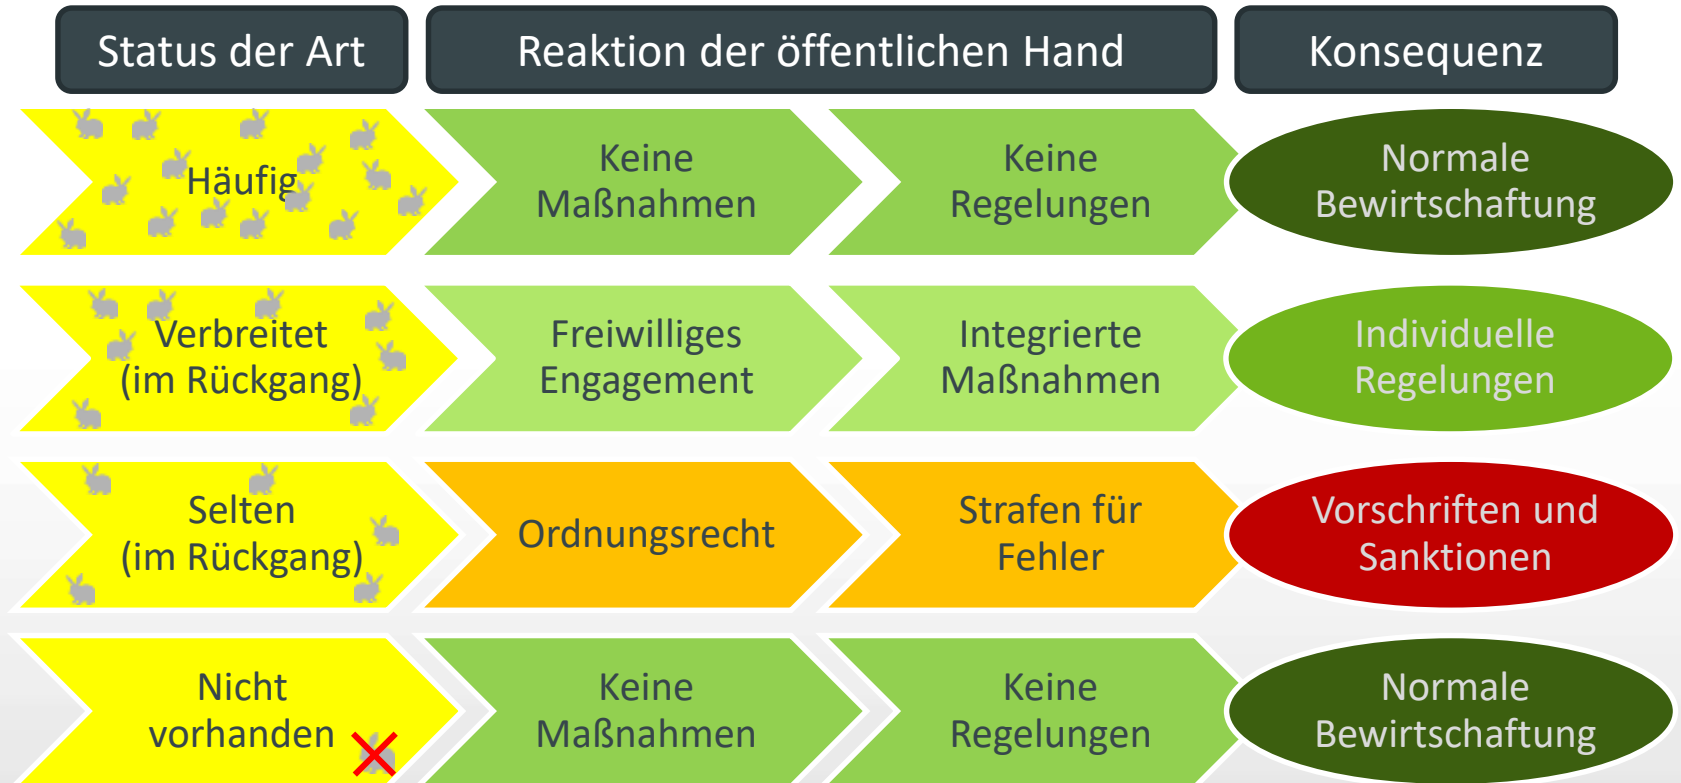 Status der Art
Reaktion der öffentlichen Hand
Konsequenz
Häufig
Keine
Maßnahmen
Keine
Regelungen
Normale
Bewirtschaftung
Verbreitet
(im Rückgang)
Freiwilliges
Engagement
Integrierte
Maßnahmen
Individuelle
Regelungen
Selten
(im Rückgang)
Ordnungsrecht
Strafen für
Fehler
Vorschriften und
Sanktionen
Nicht
vorhanden
Keine
Maßnahmen
Keine
Regelungen
Normale
Bewirtschaftung